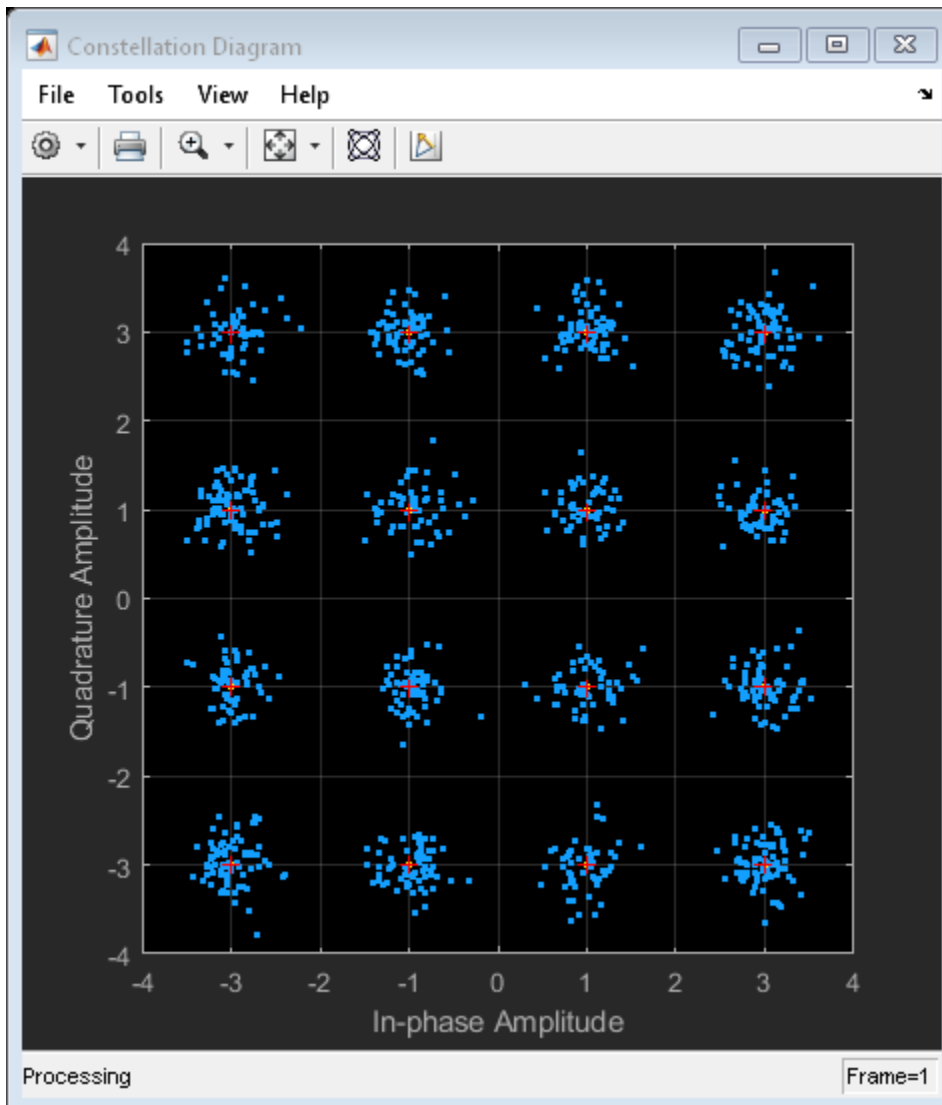 Constellation Diagram
File Tools View Help
4
3
2
1
0
-1
-2
-3
-4
Quadrature Amplitude
-4 -3 -2 -1 0 1 2 3 4
In-phase Amplitude
Processing Frame=1